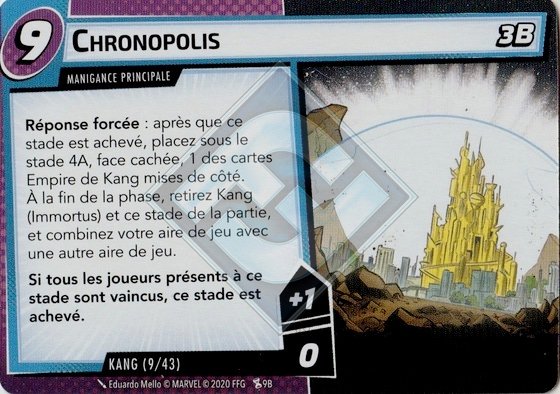 9
CHRONOPOLIS
3B
MANIGANCE PRINCIPALE
Réponse forcée : après que ce
stade est achevé, placez sous le
stade 4A, face cachée, 1 des cartes
Empire de Kang mises de côté.
À la fin de la phase, retirez Kang
(Immortus) et ce stade de la partie,
et combinez votre aire de jeu avec
une autre aire de jeu.
Si tous les joueurs présents à ce
stade sont vaincus, ce stade est
achevé.
+1
0
KANG (9/43)
Eduardo Mello © MARVEL © 2020 FFG 9B